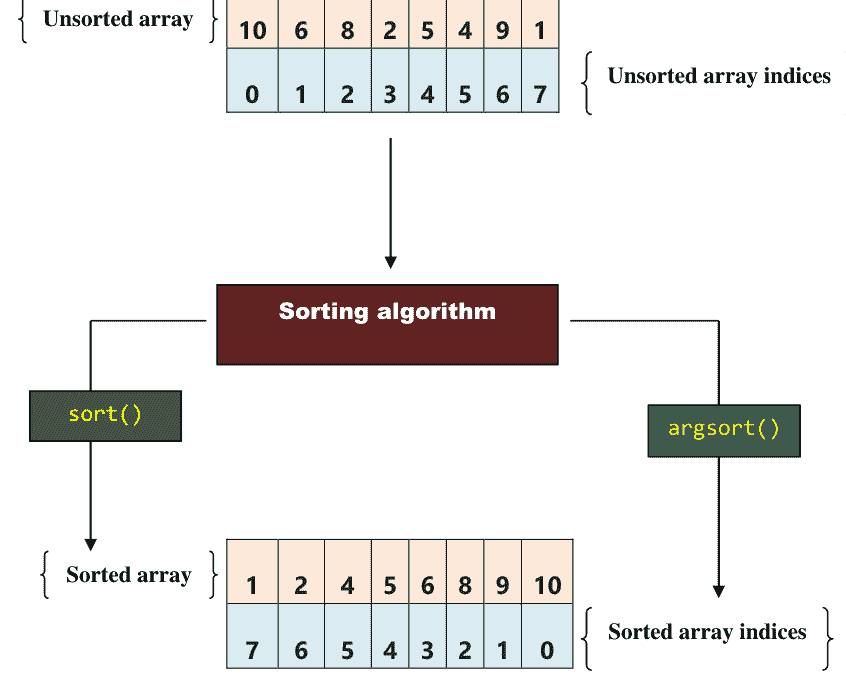 Unsorted array
10 6 8 2 5 4 9 1
0 1 2 3 4 5 6 7
Unsorted array indices
Sorting algorithm
sort()
argsort()
Sorted array
1 2 4 5 6 8 9 10
7 6 5 4 3 2 1 0
Sorted array indices